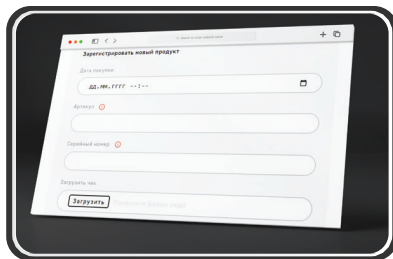 Зарегистрировать новый продукт
Дата покупки
ДД.ММ.ГГГГ --:--
Артикул
Серийный номер
Загрузить чек
Загрузить